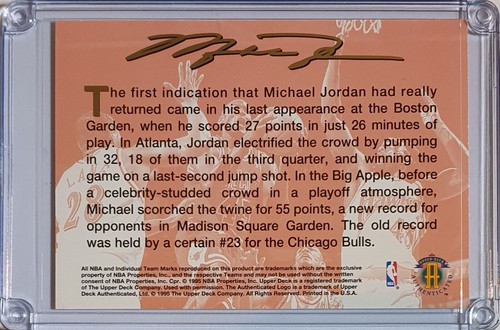 The first indication that Michael Jordan had really
returned came in his last appearance at the Boston
Garden, when he scored 27 points in just 26 minutes of
play. In Atlanta, Jordan electrified the crowd by pumping
in 32, 18 of them in the third quarter, and winning the
game on a last-second jump shot. In the Big Apple, before
a celebrity-studded crowd in a playoff atmosphere,
Michael scorched the twine for 55 points, a new record for
opponents in Madison Square Garden. The old record
was held by a certain #23 for the Chicago Bulls.
All NBA and Individual Team Marks reproduced on this product are trademarks which are the exclusive
property of NBA Properties, Inc., and the respective Teams and may not be used without the written
consent of NBA Properties, Inc. Cpr. © 1995 NBA Properties, Inc. Upper Deck is a registered trademark
of The Upper Deck Company. Used with permission. The Authenticated Logo is a trademark of Upper
Deck Authenticated, Ltd. © 1995 The Upper Deck Company. All Rights Reserved. Printed in the U.S.A.
UPPER DECK
AUTHENTICATED